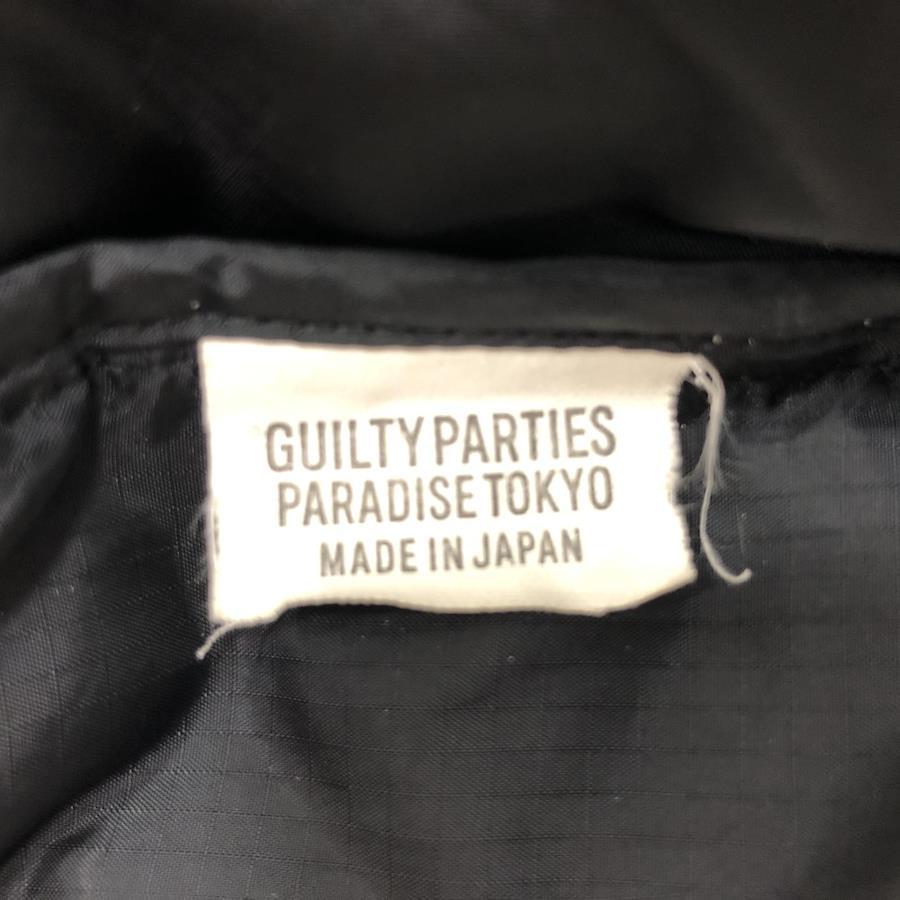 GUILTY PARTIES
PARADISE TOKYO
MADE IN JAPAN